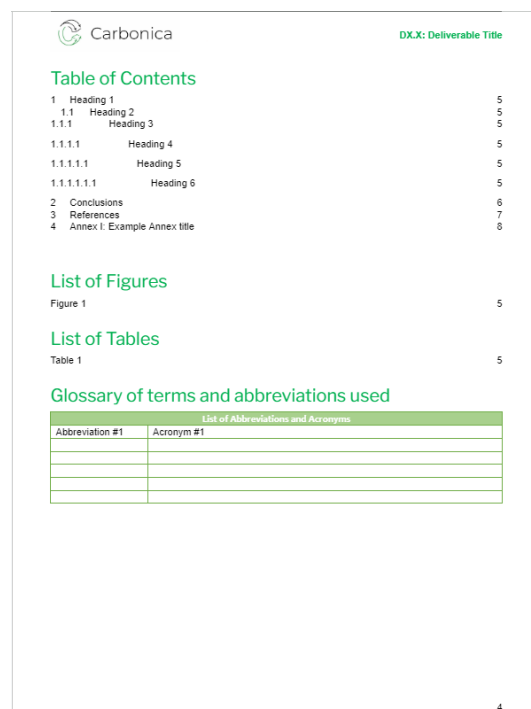 Carbonica
DX.X: Deliverable Title
Table of Contents
1 Heading 1 5
1.1 Heading 2 5
1.1.1 Heading 3 5
1.1.1.1 Heading 4 5
1.1.1.1.1 Heading 5 5
1.1.1.1.1.1 Heading 6 5
2 Conclusions 6
3 References 7
4 Annex I: Example Annex title 8
List of Figures
Figure 1 5
List of Tables
Table 1 5
Glossary of terms and abbreviations used
List of Abbreviations and Acronyms
Abbreviation #1 Acronym #1
4